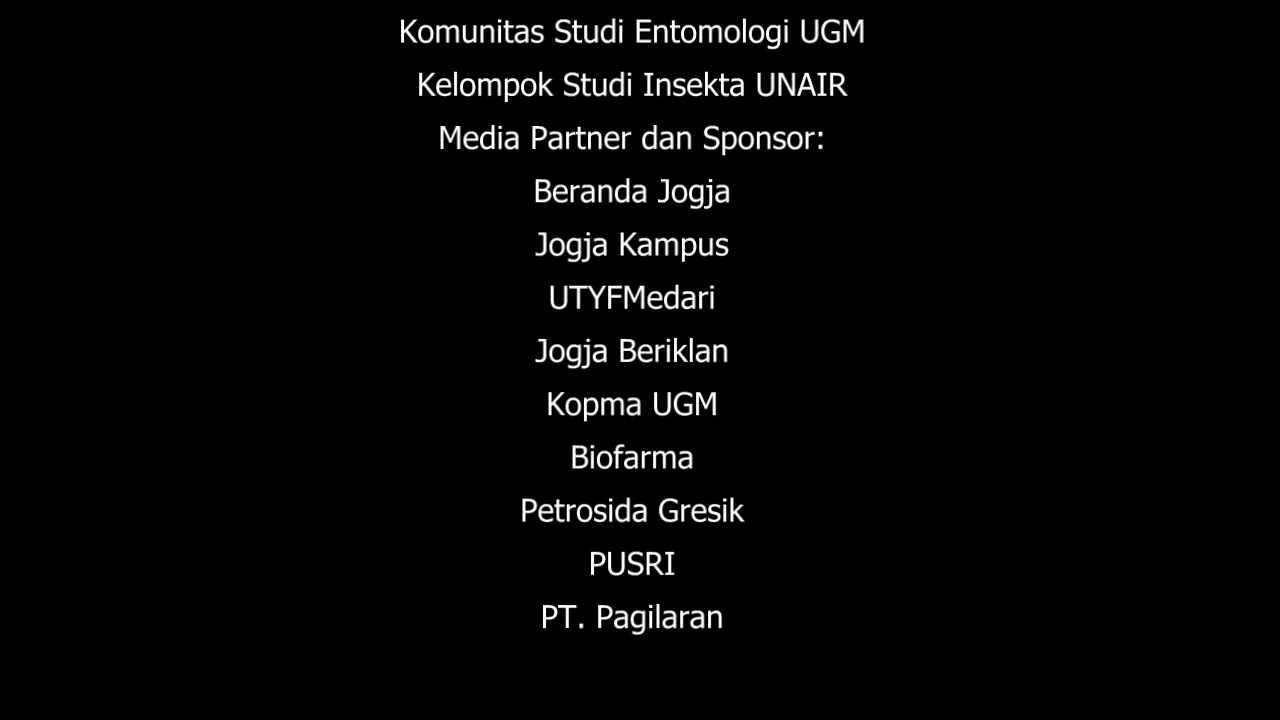 Komunitas Studi Entomologi UGM
Kelompok Studi Insekta UNAIR
Media Partner dan Sponsor:
Beranda Jogja
Jogja Kampus
UTYFMedari
Jogja Beriklan
Kopma UGM
Biofarma
Petrosida Gresik
PUSRI
PT. Pagilaran